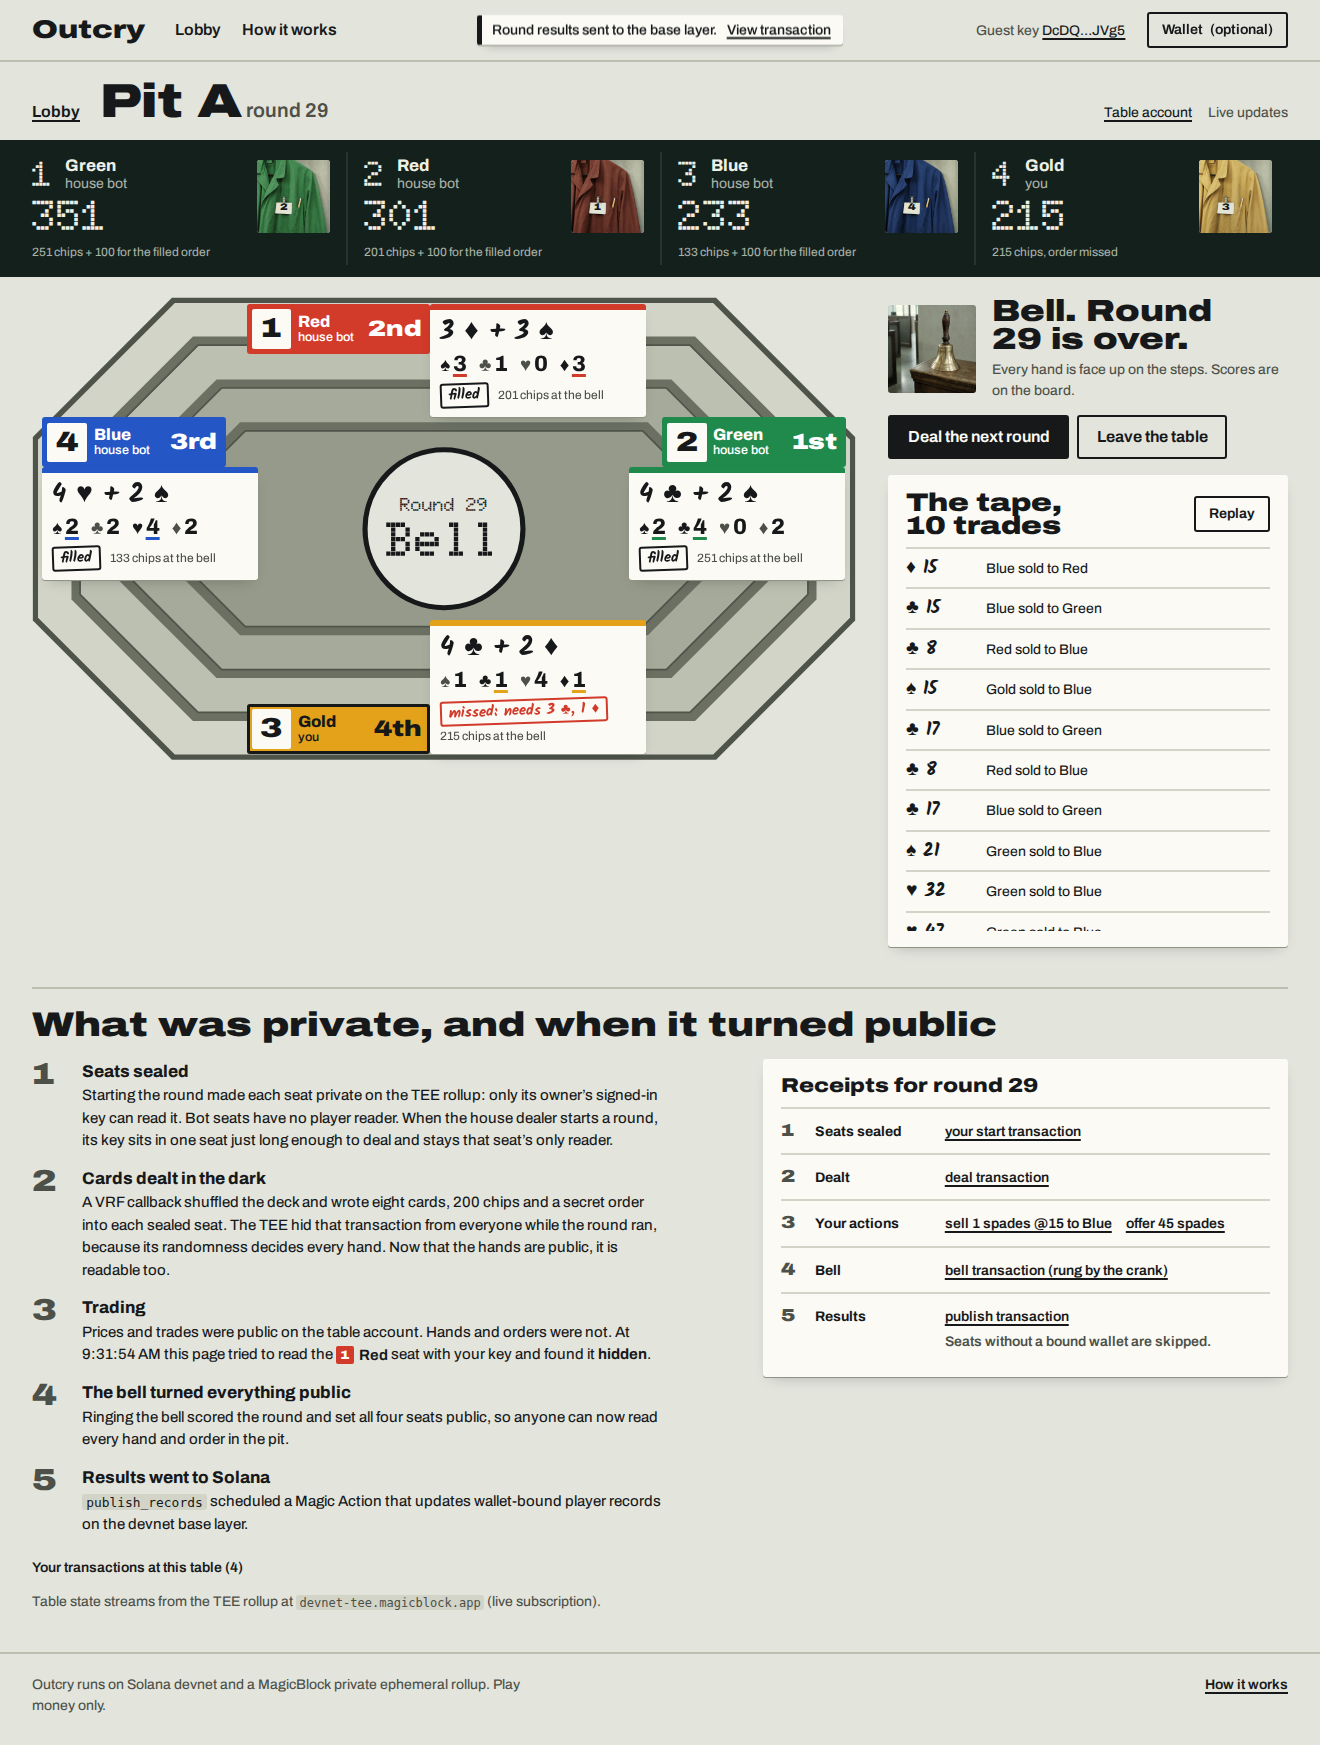 Outcry Lobby How it works Round results sent to the base layer. View transaction Guest key DcDQ...JVg5 Wallet (optional)
Lobby Pit A round 29 Table account Live updates
1 Green
house bot
351
2
251 chips + 100 for the filled order
2 Red
house bot
301
1
201 chips + 100 for the filled order
3 Blue
house bot
233
4
133 chips + 100 for the filled order
4 Gold
you
215
3
215 chips, order missed
1 Red
house bot
2nd
3 ♦ + 3 ♠
♠3 ♣1 ♥0 ♦3
filled 201 chips at the bell
4 Blue
house bot
3rd
4 ♥ + 2 ♠
♠2 ♣2 ♥4 ♦2
filled 133 chips at the bell
Round 29
Bell
2 Green
house bot
1st
4 ♣ + 2 ♠
♠2 ♣4 ♥0 ♦2
filled 251 chips at the bell
3 Gold
you
4th
4 ♣ + 2 ♦
♠1 ♣1 ♥4 ♦1
missed: needs 3 ♣, 1 ♦
215 chips at the bell
Bell. Round
29 is over.
Every hand is face up on the steps. Scores are
on the board.
Deal the next round Leave the table
The tape,
10 trades
Replay
♦ 15 Blue sold to Red
♣ 15 Blue sold to Green
♣ 8 Red sold to Blue
♠ 15 Gold sold to Blue
♣ 17 Blue sold to Green
♣ 8 Red sold to Blue
♣ 17 Blue sold to Green
♠ 21 Green sold to Blue
♥ 32 Green sold to Blue
What was private, and when it turned public
1 Seats sealed
Starting the round made each seat private on the TEE rollup: only its owner’s signed-in
key can read it. Bot seats have no player reader. When the house dealer starts a round,
its key sits in one seat just long enough to deal and stays that seat’s only reader.
2 Cards dealt in the dark
A VRF callback shuffled the deck and wrote eight cards, 200 chips and a secret order
into each sealed seat. The TEE hid that transaction from everyone while the round ran,
because its randomness decides every hand. Now that the hands are public, it is
readable too.
3 Trading
Prices and trades were public on the table account. Hands and orders were not. At
9:31:54 AM this page tried to read the 1 Red seat with your key and found it hidden.
4 The bell turned everything public
Ringing the bell scored the round and set all four seats public, so anyone can now read
every hand and order in the pit.
5 Results went to Solana
publish_records scheduled a Magic Action that updates wallet-bound player records
on the devnet base layer.
Your transactions at this table (4)
Table state streams from the TEE rollup at devnet-tee.magicblock.app (live subscription).
Receipts for round 29
1 Seats sealed your start transaction
2 Dealt deal transaction
3 Your actions sell 1 spades @15 to Blue offer 45 spades
4 Bell bell transaction (rung by the crank)
5 Results publish transaction
Seats without a bound wallet are skipped.
Outcry runs on Solana devnet and a MagicBlock private ephemeral rollup. Play
money only.
How it works